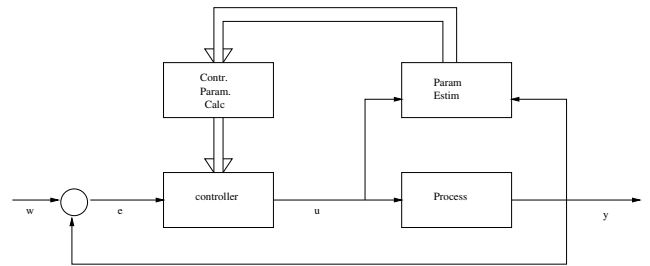 Contr.
Param.
Calc
Param
Estim
controller
Process
w
e
u
y